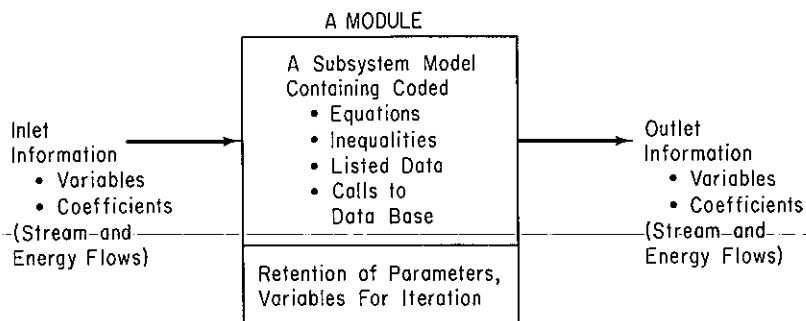 A MODULE
A Subsystem Model
Containing Coded
• Equations
• Inequalities
• Listed Data
• Calls to
Data Base
Inlet
Information
• Variables
• Coefficients
(Stream and
Energy Flows)
Outlet
Information
• Variables
• Coefficients
(Stream and
Energy Flows)
Retention of Parameters,
Variables For Iteration